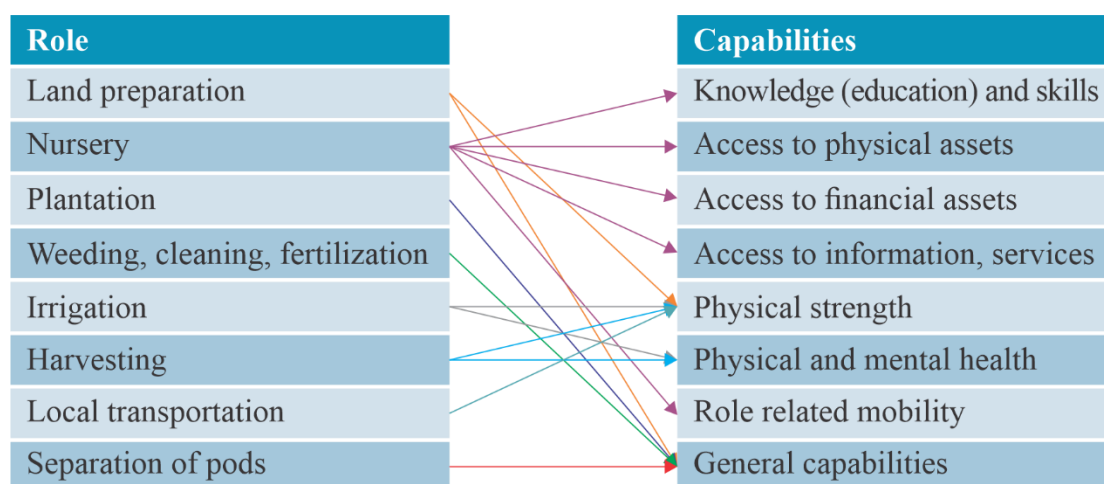 Role
Capabilities
Land preparation
Knowledge (education) and skills
Nursery
Access to physical assets
Plantation
Access to financial assets
Weeding, cleaning, fertilization
Access to information, services
Irrigation
Physical strength
Harvesting
Physical and mental health
Local transportation
Role related mobility
Separation of pods
General capabilities